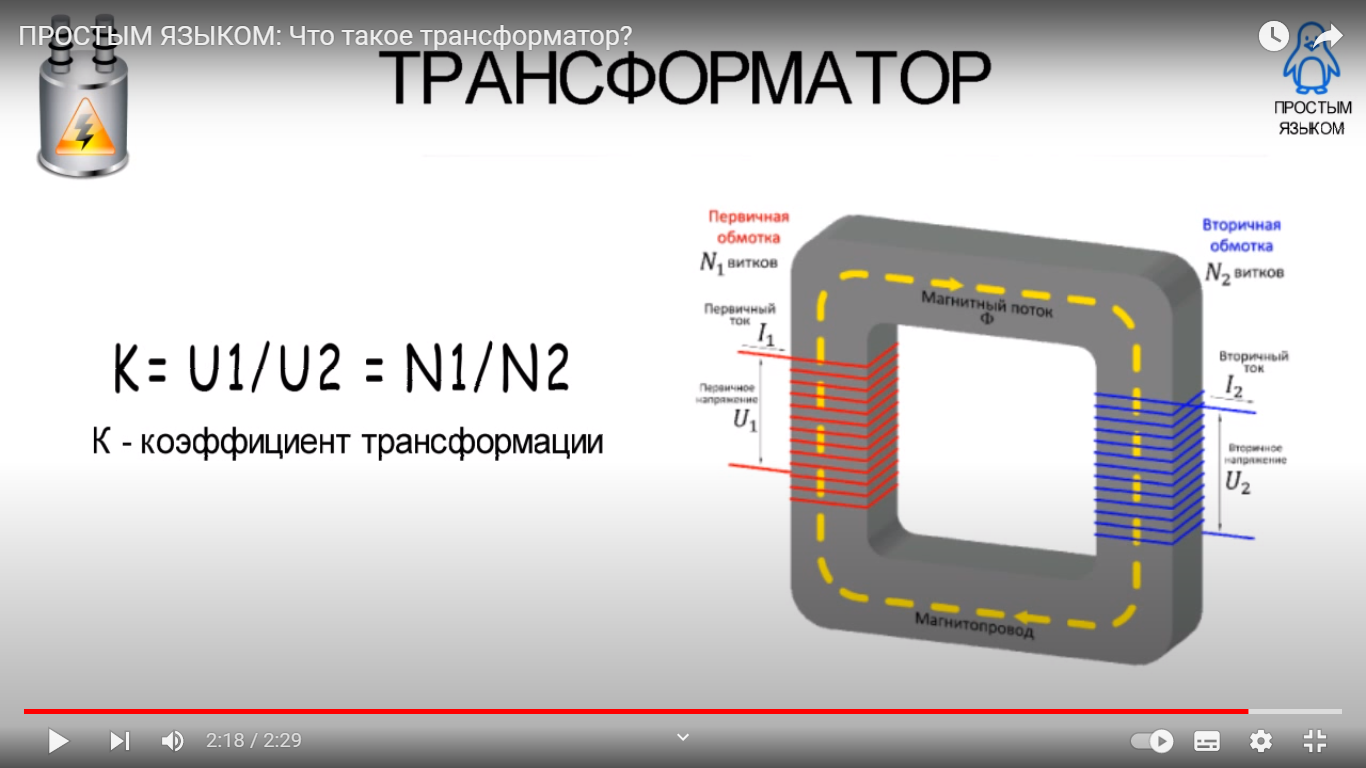 ПРОСТЫМ ЯЗЫКОМ: Что такое трансформатор?
ТРАНСФОРМАТОР
ПРОСТЫМ
ЯЗЫКОМ
K= U1/U2 = N1/N2
К - коэффициент трансформации
Первичная
обмотка
N₁ витков
Первичный
ток
I₁
Первичное
напряжение
U₁
Магнитный поток
Ф
Магнитопровод
Вторичная
обмотка
N₂ витков
Вторичный
ток
I₂
Вторичное
напряжение
U₂
2:18 / 2:29